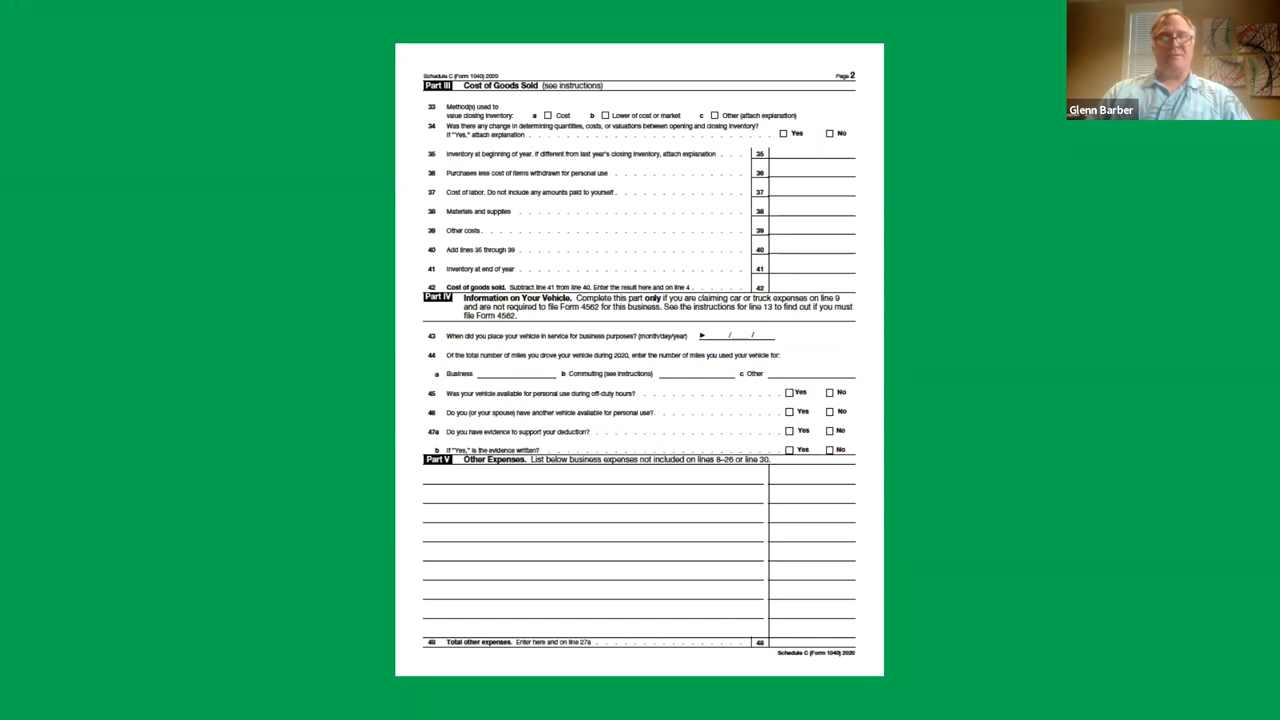 Schedule C (Form 1040) 2020 Page 2
Part III Cost of Goods Sold (see instructions)
33 Method(s) used to
value closing inventory: a Cost b Lower of cost or market c Other (attach explanation)
34 Was there any change in determining quantities, costs, or valuations between opening and closing inventory?
If "Yes," attach explanation . . . . . . . . . . . . . . . . . . . . Yes No
35 Inventory at beginning of year. If different from last year's closing inventory, attach explanation . . . 35
36 Purchases less cost of items withdrawn for personal use . . . . . . . . . . . 36
37 Cost of labor. Do not include any amounts paid to yourself . . . . . . . . . . . 37
38 Materials and supplies . . . . . . . . . . . . . . . . . . 38
39 Other costs . . . . . . . . . . . . . . . . . . . . . 39
40 Add lines 35 through 39 . . . . . . . . . . . . . . . . . . 40
41 Inventory at end of year . . . . . . . . . . . . . . . . . . 41
42 Cost of goods sold. Subtract line 41 from line 40. Enter the result here and on line 4 . . . . . . 42
Part IV Information on Your Vehicle. Complete this part only if you are claiming car or truck expenses on line 9
and are not required to file Form 4562 for this business. See the instructions for line 13 to find out if you must
file Form 4562.
43 When did you place your vehicle in service for business purposes? (month/day/year) ▶ / /
44 Of the total number of miles you drove your vehicle during 2020, enter the number of miles you used your vehicle for:
a Business b Commuting (see instructions) c Other
45 Was your vehicle available for personal use during off-duty hours? . . . . . . . . . . . . Yes No
46 Do you (or your spouse) have another vehicle available for personal use? . . . . . . . . . . . Yes No
47a Do you have evidence to support your deduction? . . . . . . . . . . . . . . . Yes No
b If "Yes," is the evidence written? . . . . . . . . . . . . . . . . . . . Yes No
Part V Other Expenses. List below business expenses not included on lines 8–26 or line 30.
48 Total other expenses. Enter here and on line 27a . . . . . . . . . . . . . . 48
Schedule C (Form 1040) 2020
Glenn Barber